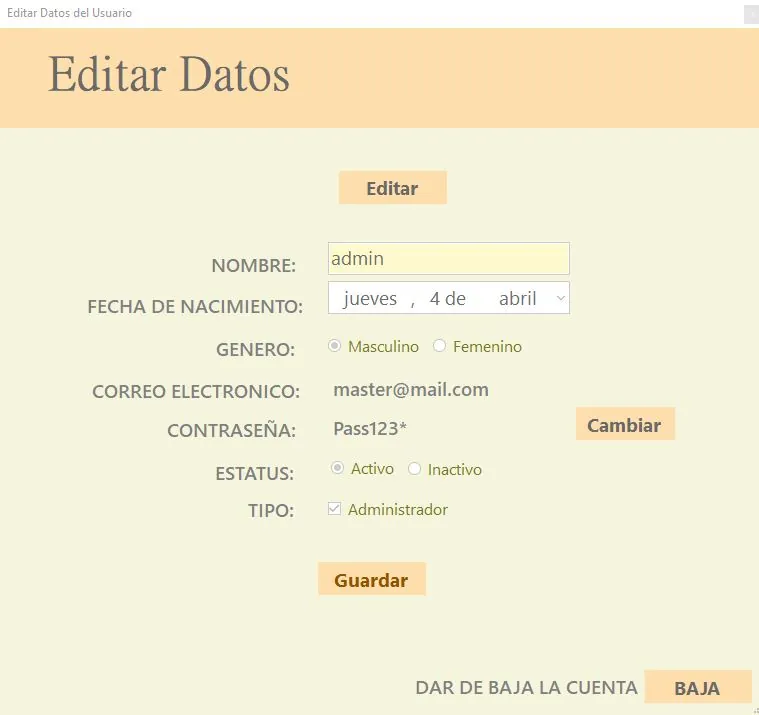 Editar Datos del Usuario
Editar Datos
Editar
NOMBRE: admin
FECHA DE NACIMIENTO: jueves , 4 de abril
GENERO: Masculino Femenino
CORREO ELECTRONICO: master@mail.com
CONTRASEÑA: Pass123* Cambiar
ESTATUS: Activo Inactivo
TIPO: Administrador
Guardar
DAR DE BAJA LA CUENTA BAJA